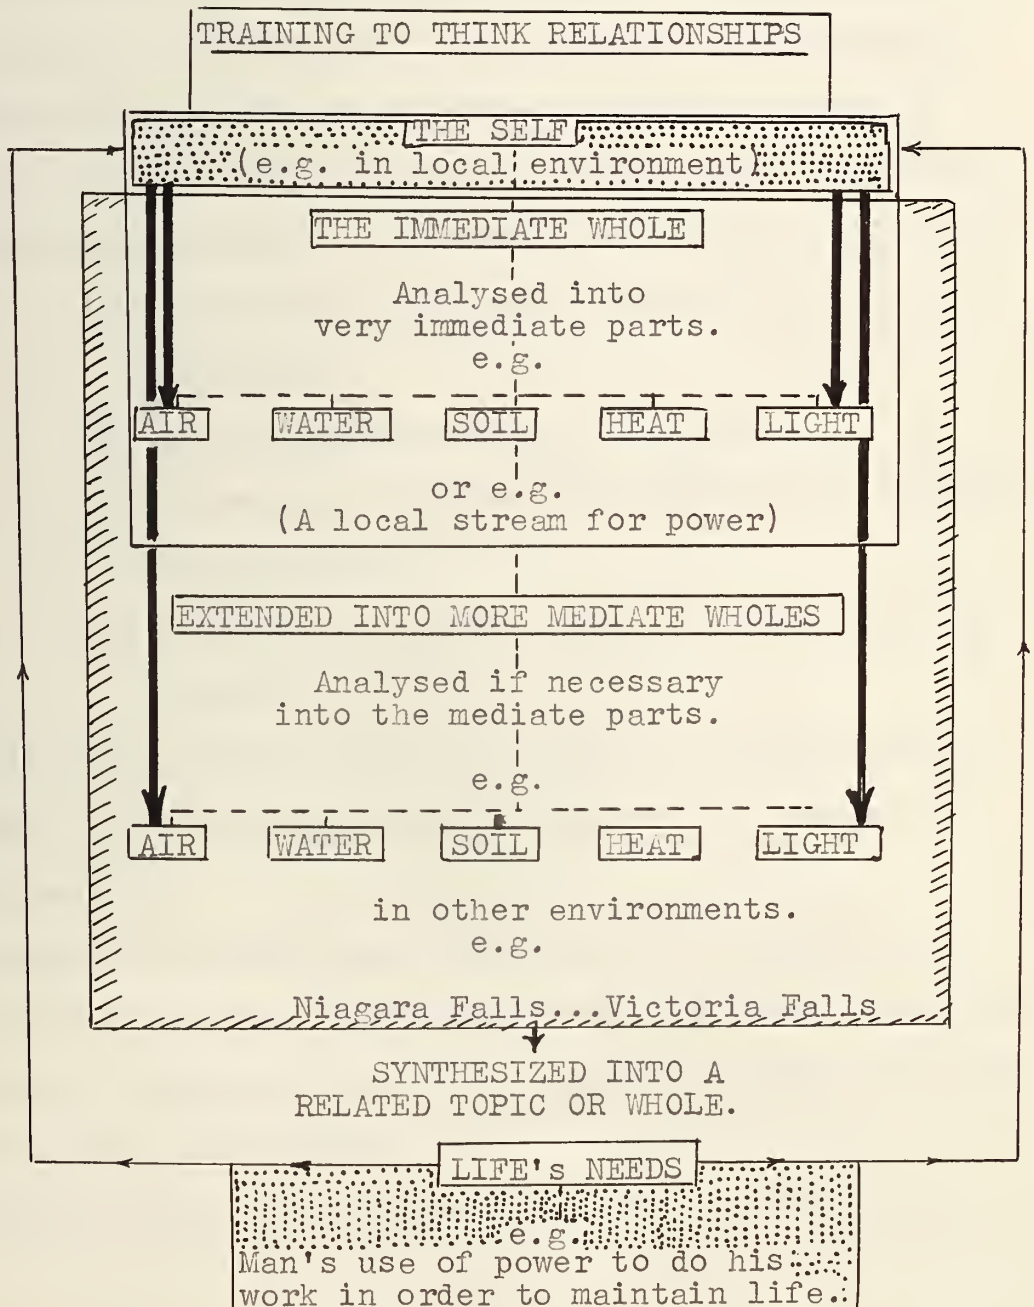 TRAINING TO THINK RELATIONSHIPS
THE SELF
(e.g. in local environment)
THE IMMEDIATE WHOLE
Analysed into
very immediate parts.
e.g.
AIR WATER SOIL HEAT LIGHT
or e.g.
(A local stream for power)
EXTENDED INTO MORE MEDIATE WHOLES
Analysed if necessary
into the mediate parts.
e.g.
AIR WATER SOIL HEAT LIGHT
in other environments.
e.g.
Niagara Falls...Victoria Falls
SYNTHESIZED INTO A
RELATED TOPIC OR WHOLE.
LIFE's NEEDS
e.g.
Man's use of power to do his
work in order to maintain life.